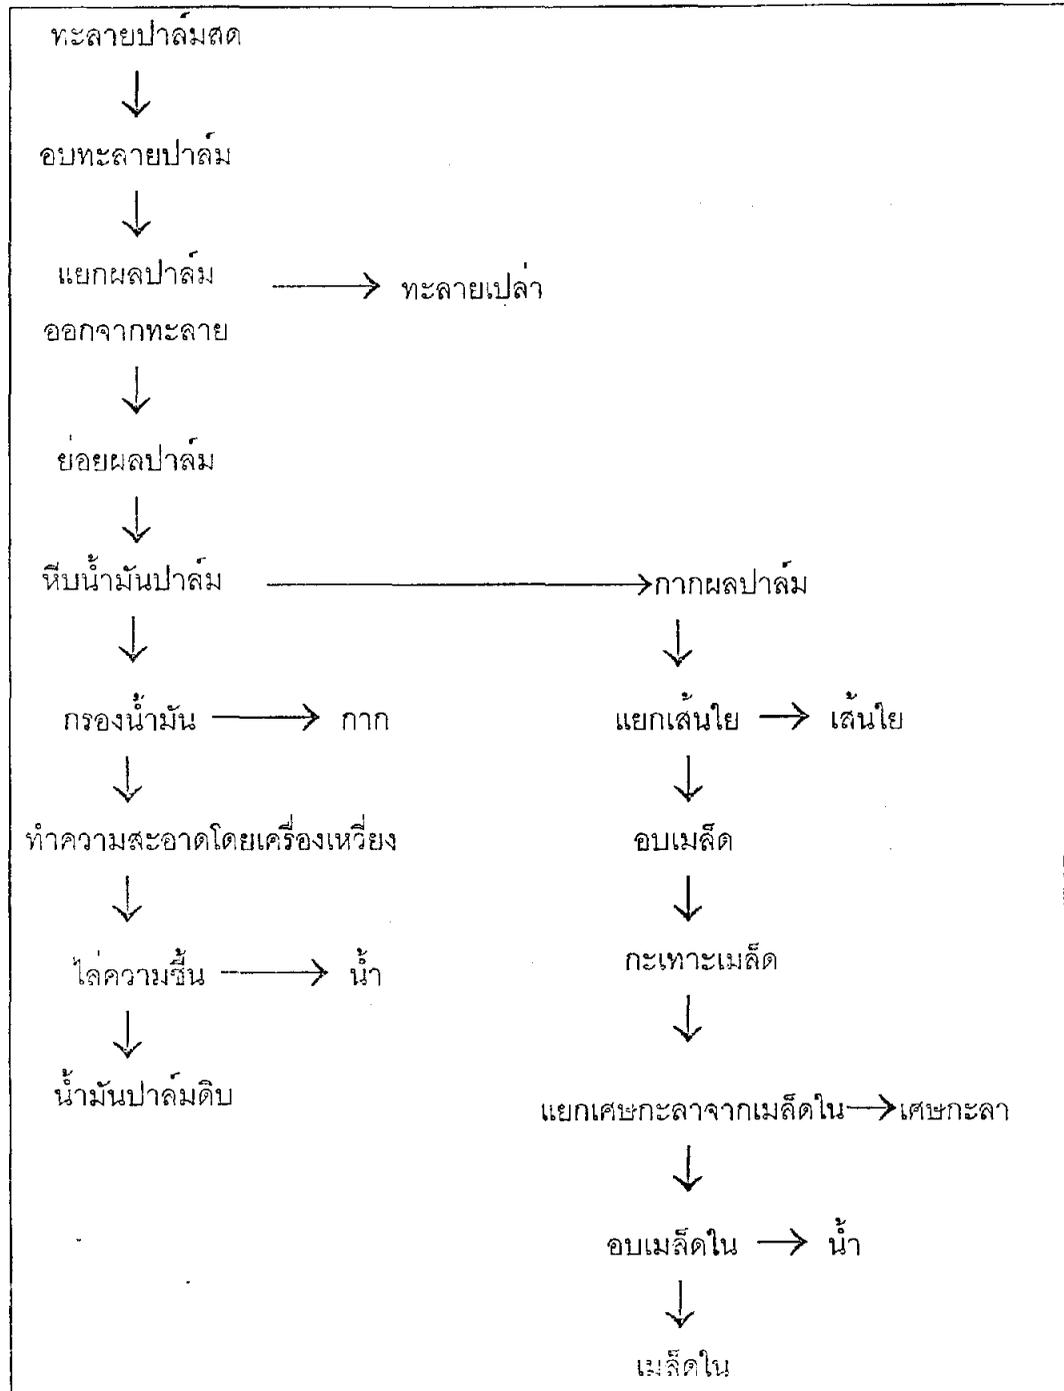 ทะลายปาล์มสด
อบทะลายปาล์ม
แยกผลปาล์ม
ทะลายเปล่า
ออกจากทะลาย
ย่อยผลปาล์ม
หีบน้ำมันปาล์ม
กากผลปาล์ม
กรองน้ำมัน
กาก
แยกเส้นใย
เส้นใย
ทำความสะอาดโดยเครื่องเหวี่ยง
อบเมล็ด
ไล่ความชื้น
น้ำ
กะเทาะเมล็ด
น้ำมันปาล์มดิบ
แยกเศษกะลาจากเมล็ดใน
เศษกะลา
อบเมล็ดใน
น้ำ
เมล็ดใน